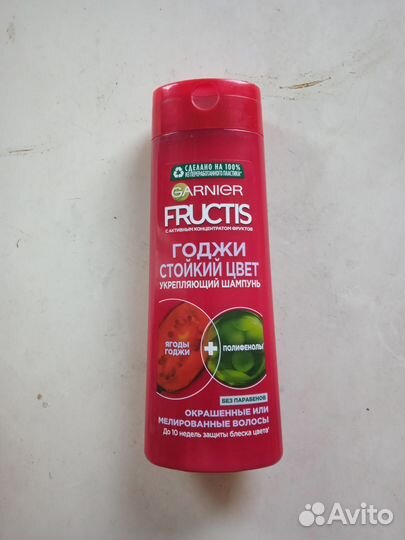 СДЕЛАНО НА 100%
ИЗ ПЕРЕРАБОТАННОГО ПЛАСТИКА*
GARNIER
FRUCTIS
С АКТИВНЫМ КОНЦЕНТРАТОМ ФРУКТОВ
ГОДЖИ
СТОЙКИЙ ЦВЕТ
УКРЕПЛЯЮЩИЙ ШАМПУНЬ
ЯГОДЫ
ГОДЖИ
+
ПОЛИФЕНОЛЫ
БЕЗ ПАРАБЕНОВ
ОКРАШЕННЫЕ ИЛИ
МЕЛИРОВАННЫЕ ВОЛОСЫ
До 10 недель защиты блеска цвета¹
Avito